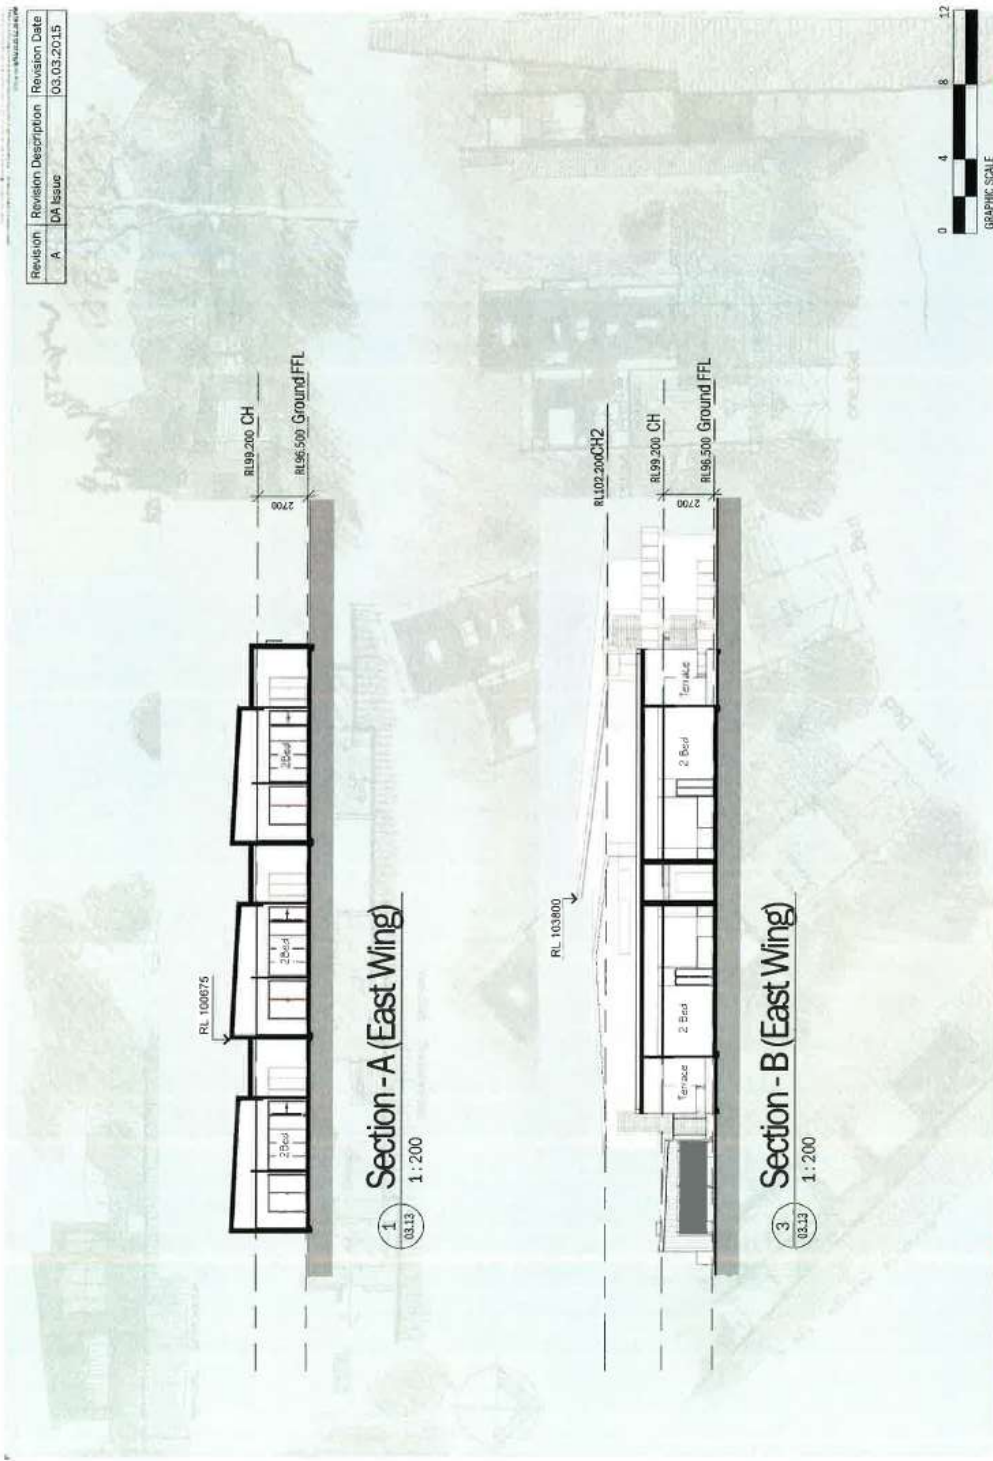 Revision Revision Description Revision Date
A DA Issue 03.03.2015
RL 100675
RL99.200 CH
2700
RL96.500 Ground FFL
2Bed
2Bed
2Bed
1
03.13
Section - A (East Wing)
1 : 200
RL 103800
RL102.200CH2
RL99.200 CH
2700
RL96.500 Ground FFL
Terrace
2 Bed
2 Bed
Terrace
3
03.13
Section - B (East Wing)
1 : 200
0 4 8 12
GRAPHIC SCALE